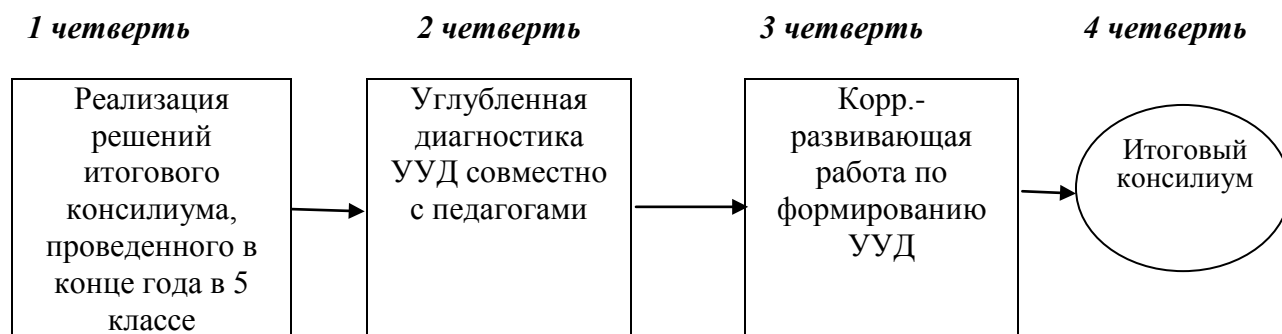 1 четверть 2 четверть 3 четверть 4 четверть
Реализация
решений
итогового
консилиума,
проведенного в
конце года в 5
классе
Углубленная
диагностика
УУД совместно
с педагогами
Корр.-
развивающая
работа по
формированию
УУД
Итоговый
консилиум